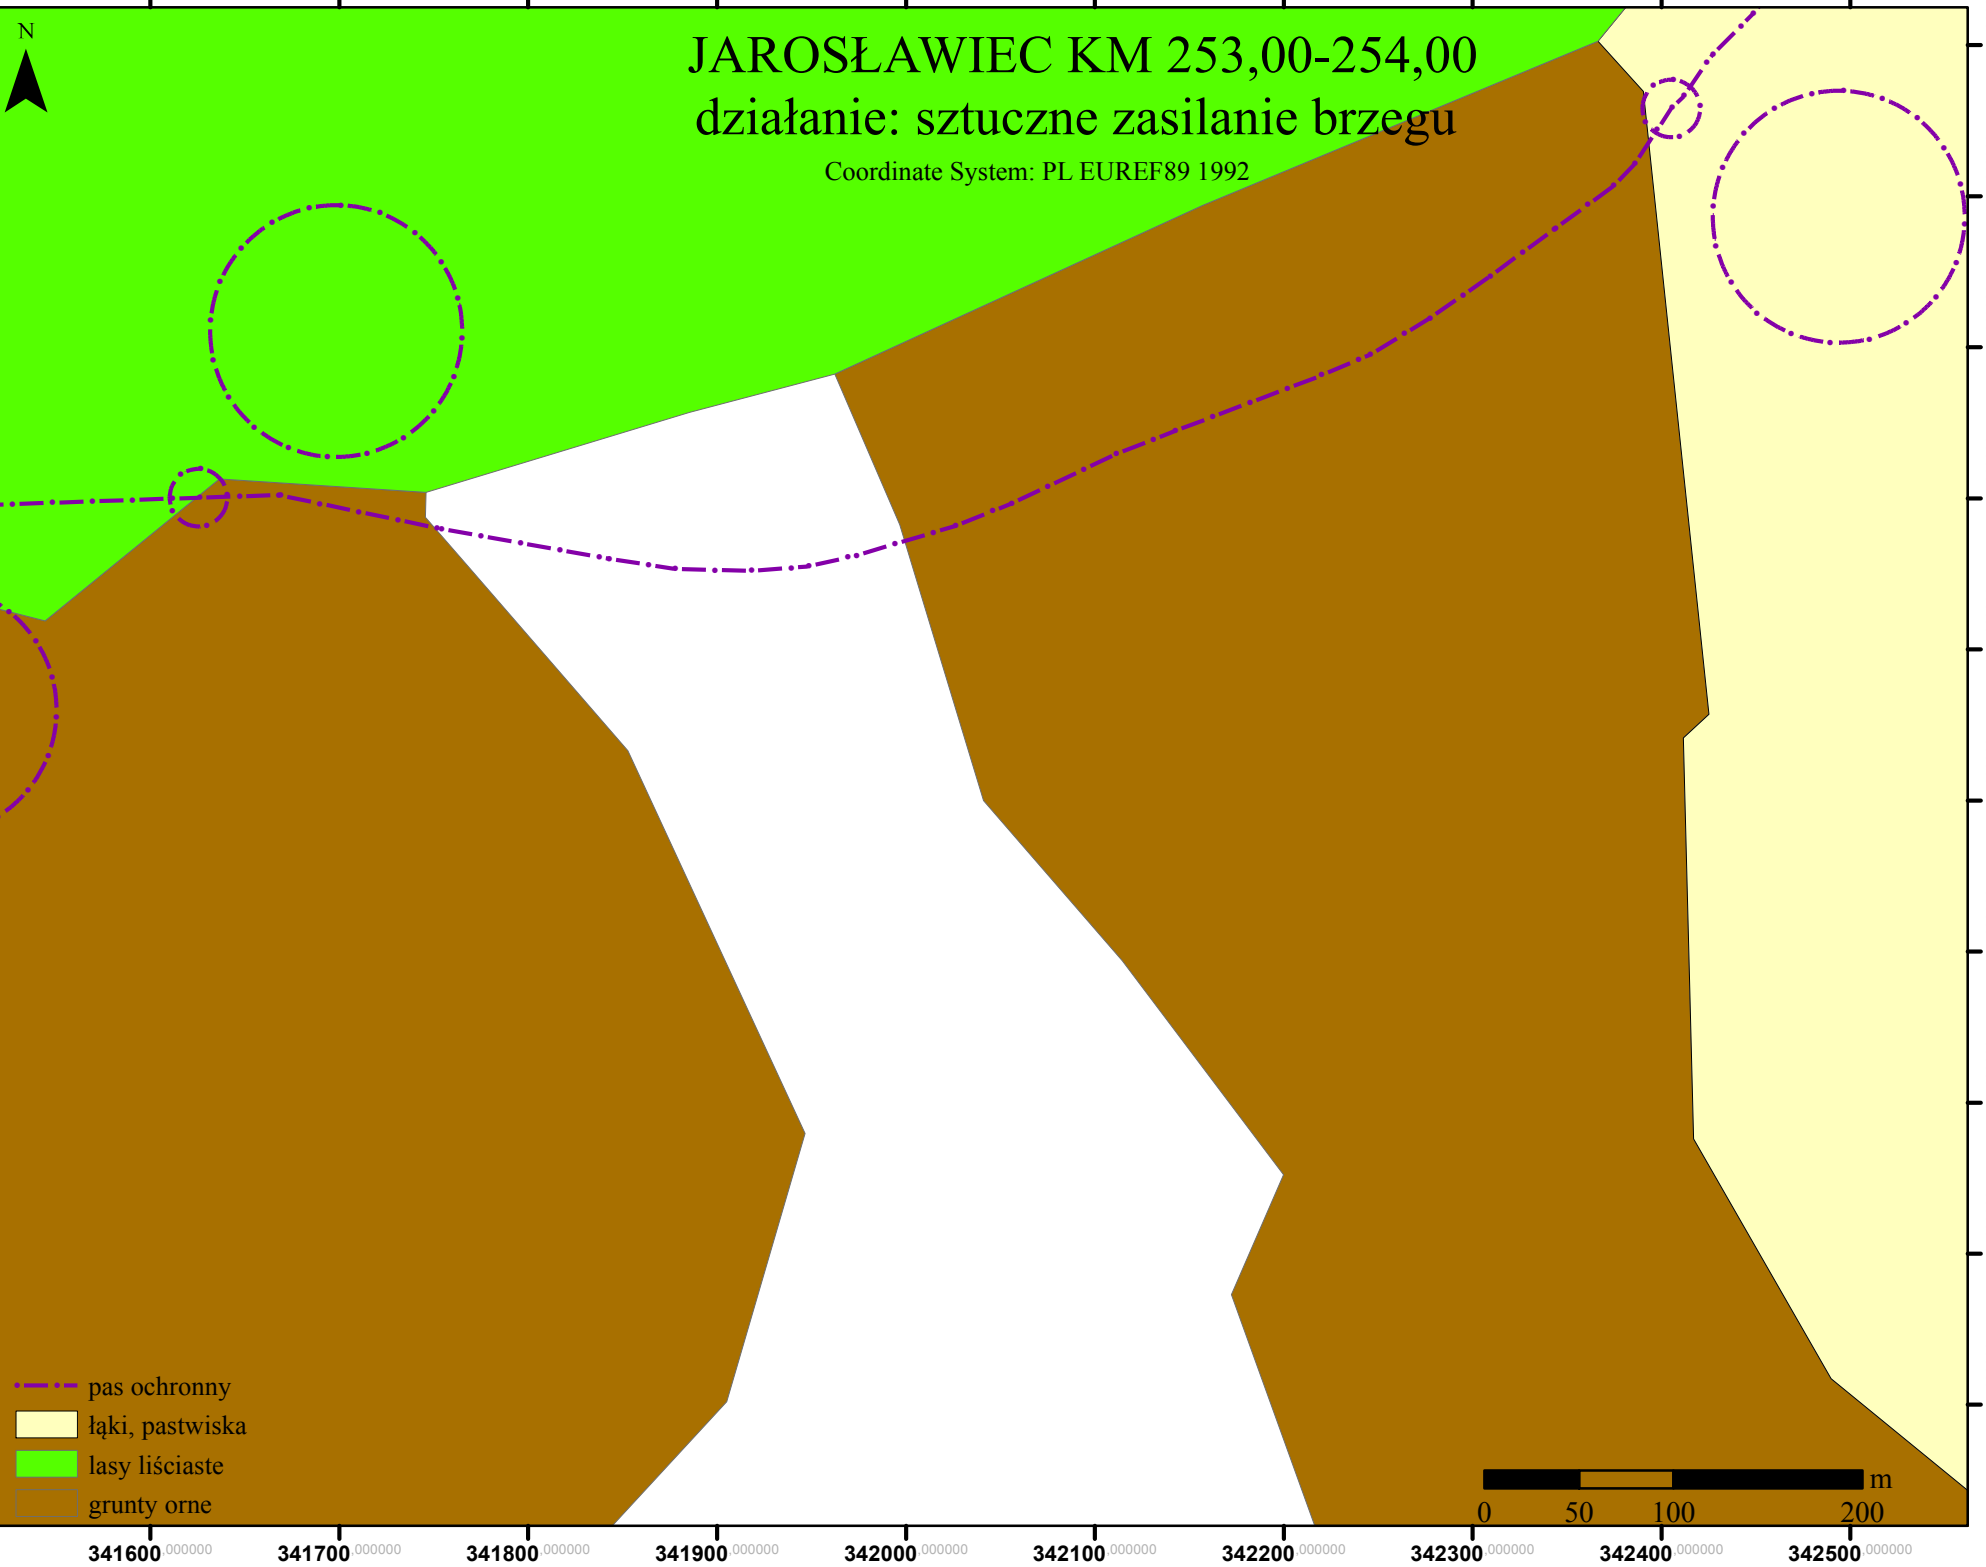 N
JAROSŁAWIEC KM 253,00-254,00
działanie: sztuczne zasilanie brzegu
Coordinate System: PL EUREF89 1992
pas ochronny
łąki, pastwiska
lasy liściaste
grunty orne
m
0 50 100 200
341600,000000 341700,000000 341800,000000 341900,000000 342000,000000 342100,000000 342200,000000 342300,000000 342400,000000 342500,000000